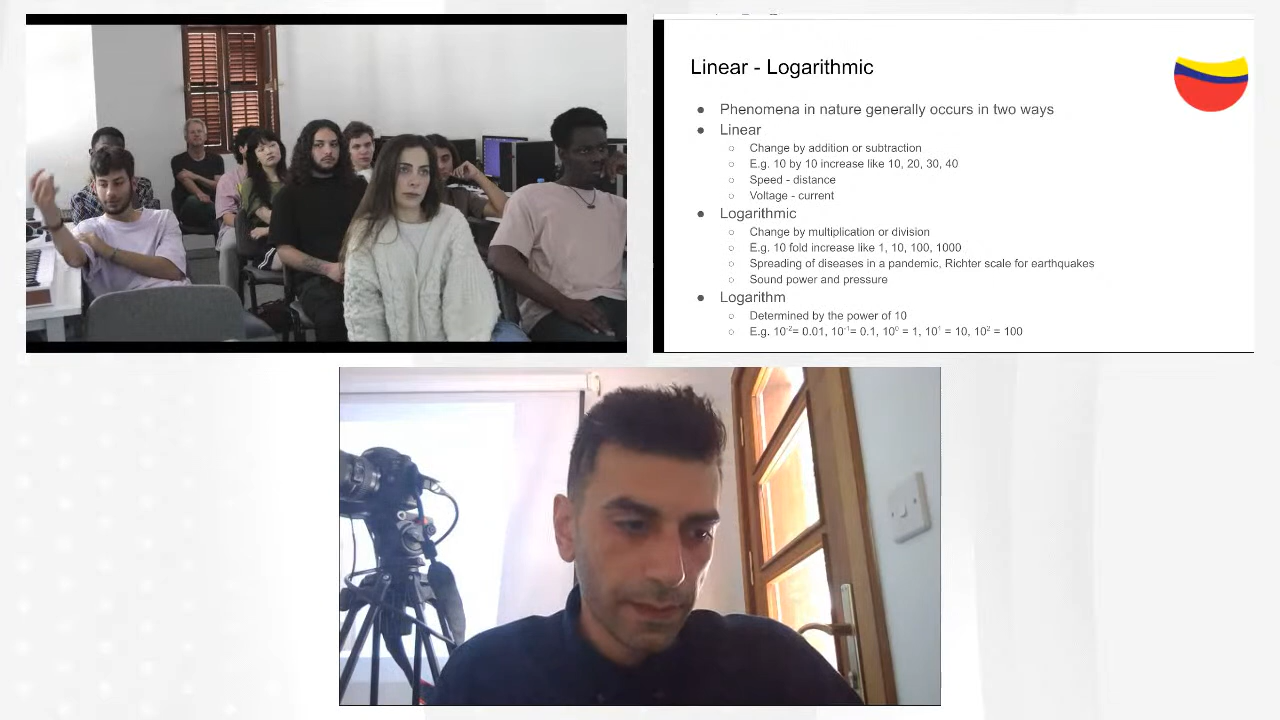 Linear - Logarithmic
● Phenomena in nature generally occurs in two ways
● Linear
○ Change by addition or subtraction
○ E.g. 10 by 10 increase like 10, 20, 30, 40
○ Speed - distance
○ Voltage - current
● Logarithmic
○ Change by multiplication or division
○ E.g. 10 fold increase like 1, 10, 100, 1000
○ Spreading of diseases in a pandemic, Richter scale for earthquakes
○ Sound power and pressure
● Logarithm
○ Determined by the power of 10
○ E.g. 10⁻²= 0.01, 10⁻¹= 0.1, 10⁰ = 1, 10¹ = 10, 10² = 100